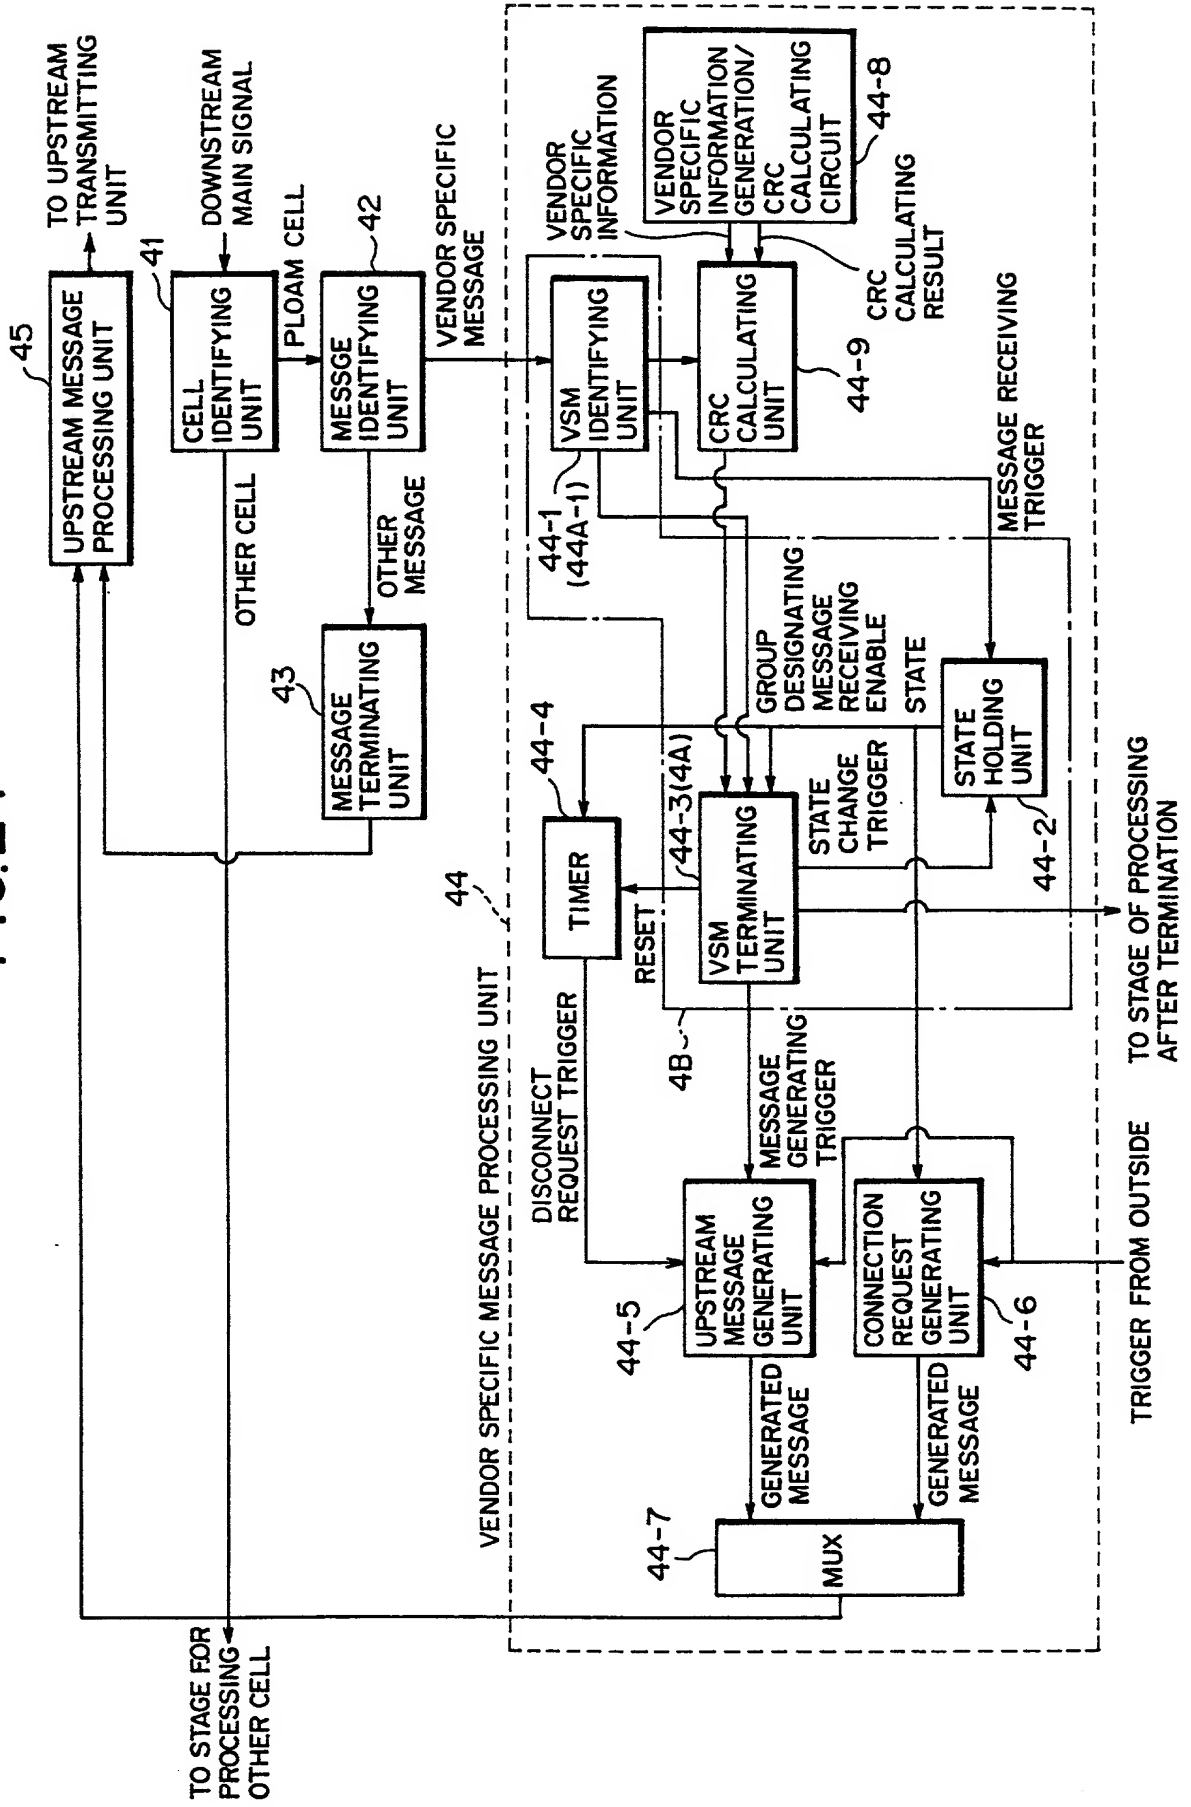 TO UPSTREAM
TRANSMITTING
UNIT
DOWNSTREAM
MAIN SIGNAL
45
UPSTREAM MESSAGE
PROCESSING UNIT
41
CELL
IDENTIFYING
UNIT
PLOAM CELL
42
MESSGE
IDENTIFYING
UNIT
VENDOR SPECIFIC
MESSAGE
OTHER CELL
OTHER
MESSAGE
43
MESSAGE
TERMINATING
UNIT
TO STAGE FOR
PROCESSING
OTHER CELL
VENDOR SPECIFIC MESSAGE PROCESSING UNIT
44
VENDOR
SPECIFIC
INFORMATION
VENDOR
SPECIFIC
INFORMATION
GENERATION/
CRC
CALCULATING
CIRCUIT
44-8
CRC
CALCULATING
RESULT
VSM
IDENTIFYING
UNIT
44-1
(44A-1)
CRC
CALCULATING
UNIT
44-9
MESSAGE RECEIVING
TRIGGER
GROUP
DESIGNATING
MESSAGE
RECEIVING
ENABLE
STATE
STATE
HOLDING
UNIT
44-2
44-4
TIMER
RESET
44-3(4A)
VSM
TERMINATING
UNIT
STATE
CHANGE
TRIGGER
4B
TO STAGE OF PROCESSING
AFTER TERMINATION
DISCONNECT
REQUEST TRIGGER
MESSAGE
GENERATING
TRIGGER
UPSTREAM
MESSAGE
GENERATING
UNIT
44-5
CONNECTION
REQUEST
GENERATING
UNIT
44-6
TRIGGER FROM OUTSIDE
GENERATED
MESSAGE
GENERATED
MESSAGE
44-7
MUX